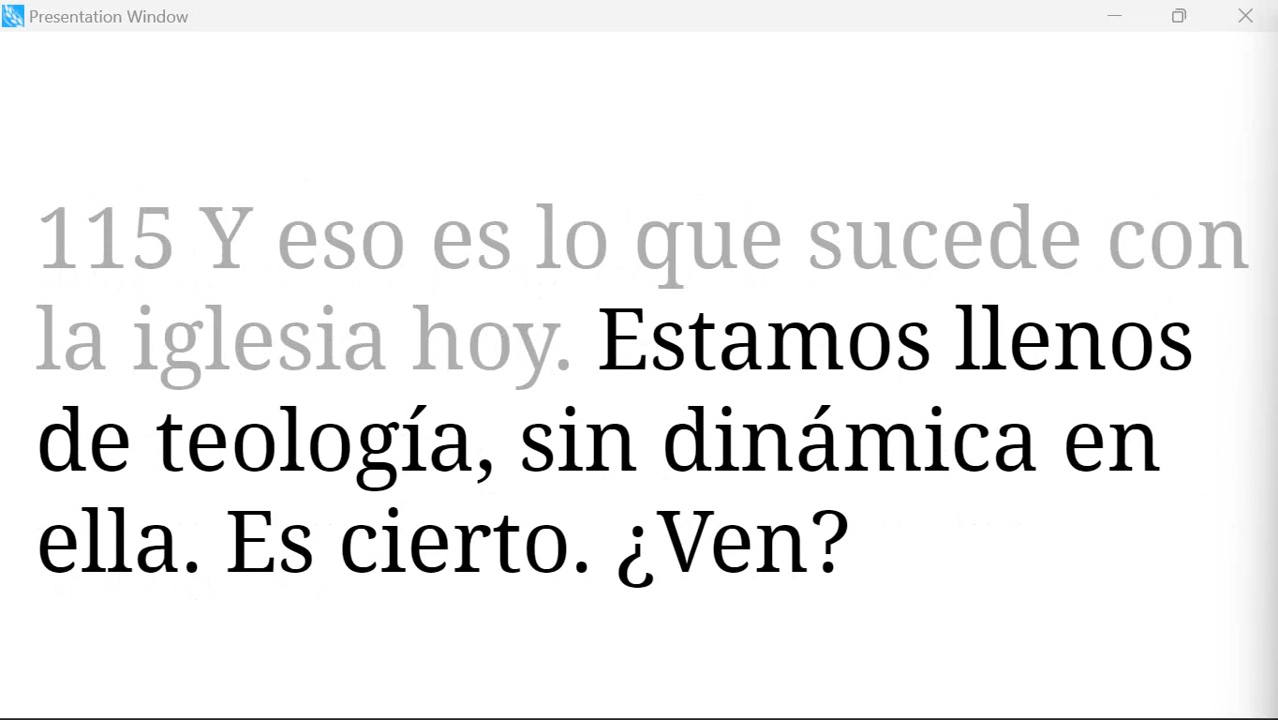 Presentation Window
115 Y eso es lo que sucede con
la iglesia hoy. Estamos llenos
de teología, sin dinámica en
ella. Es cierto. ¿Ven?